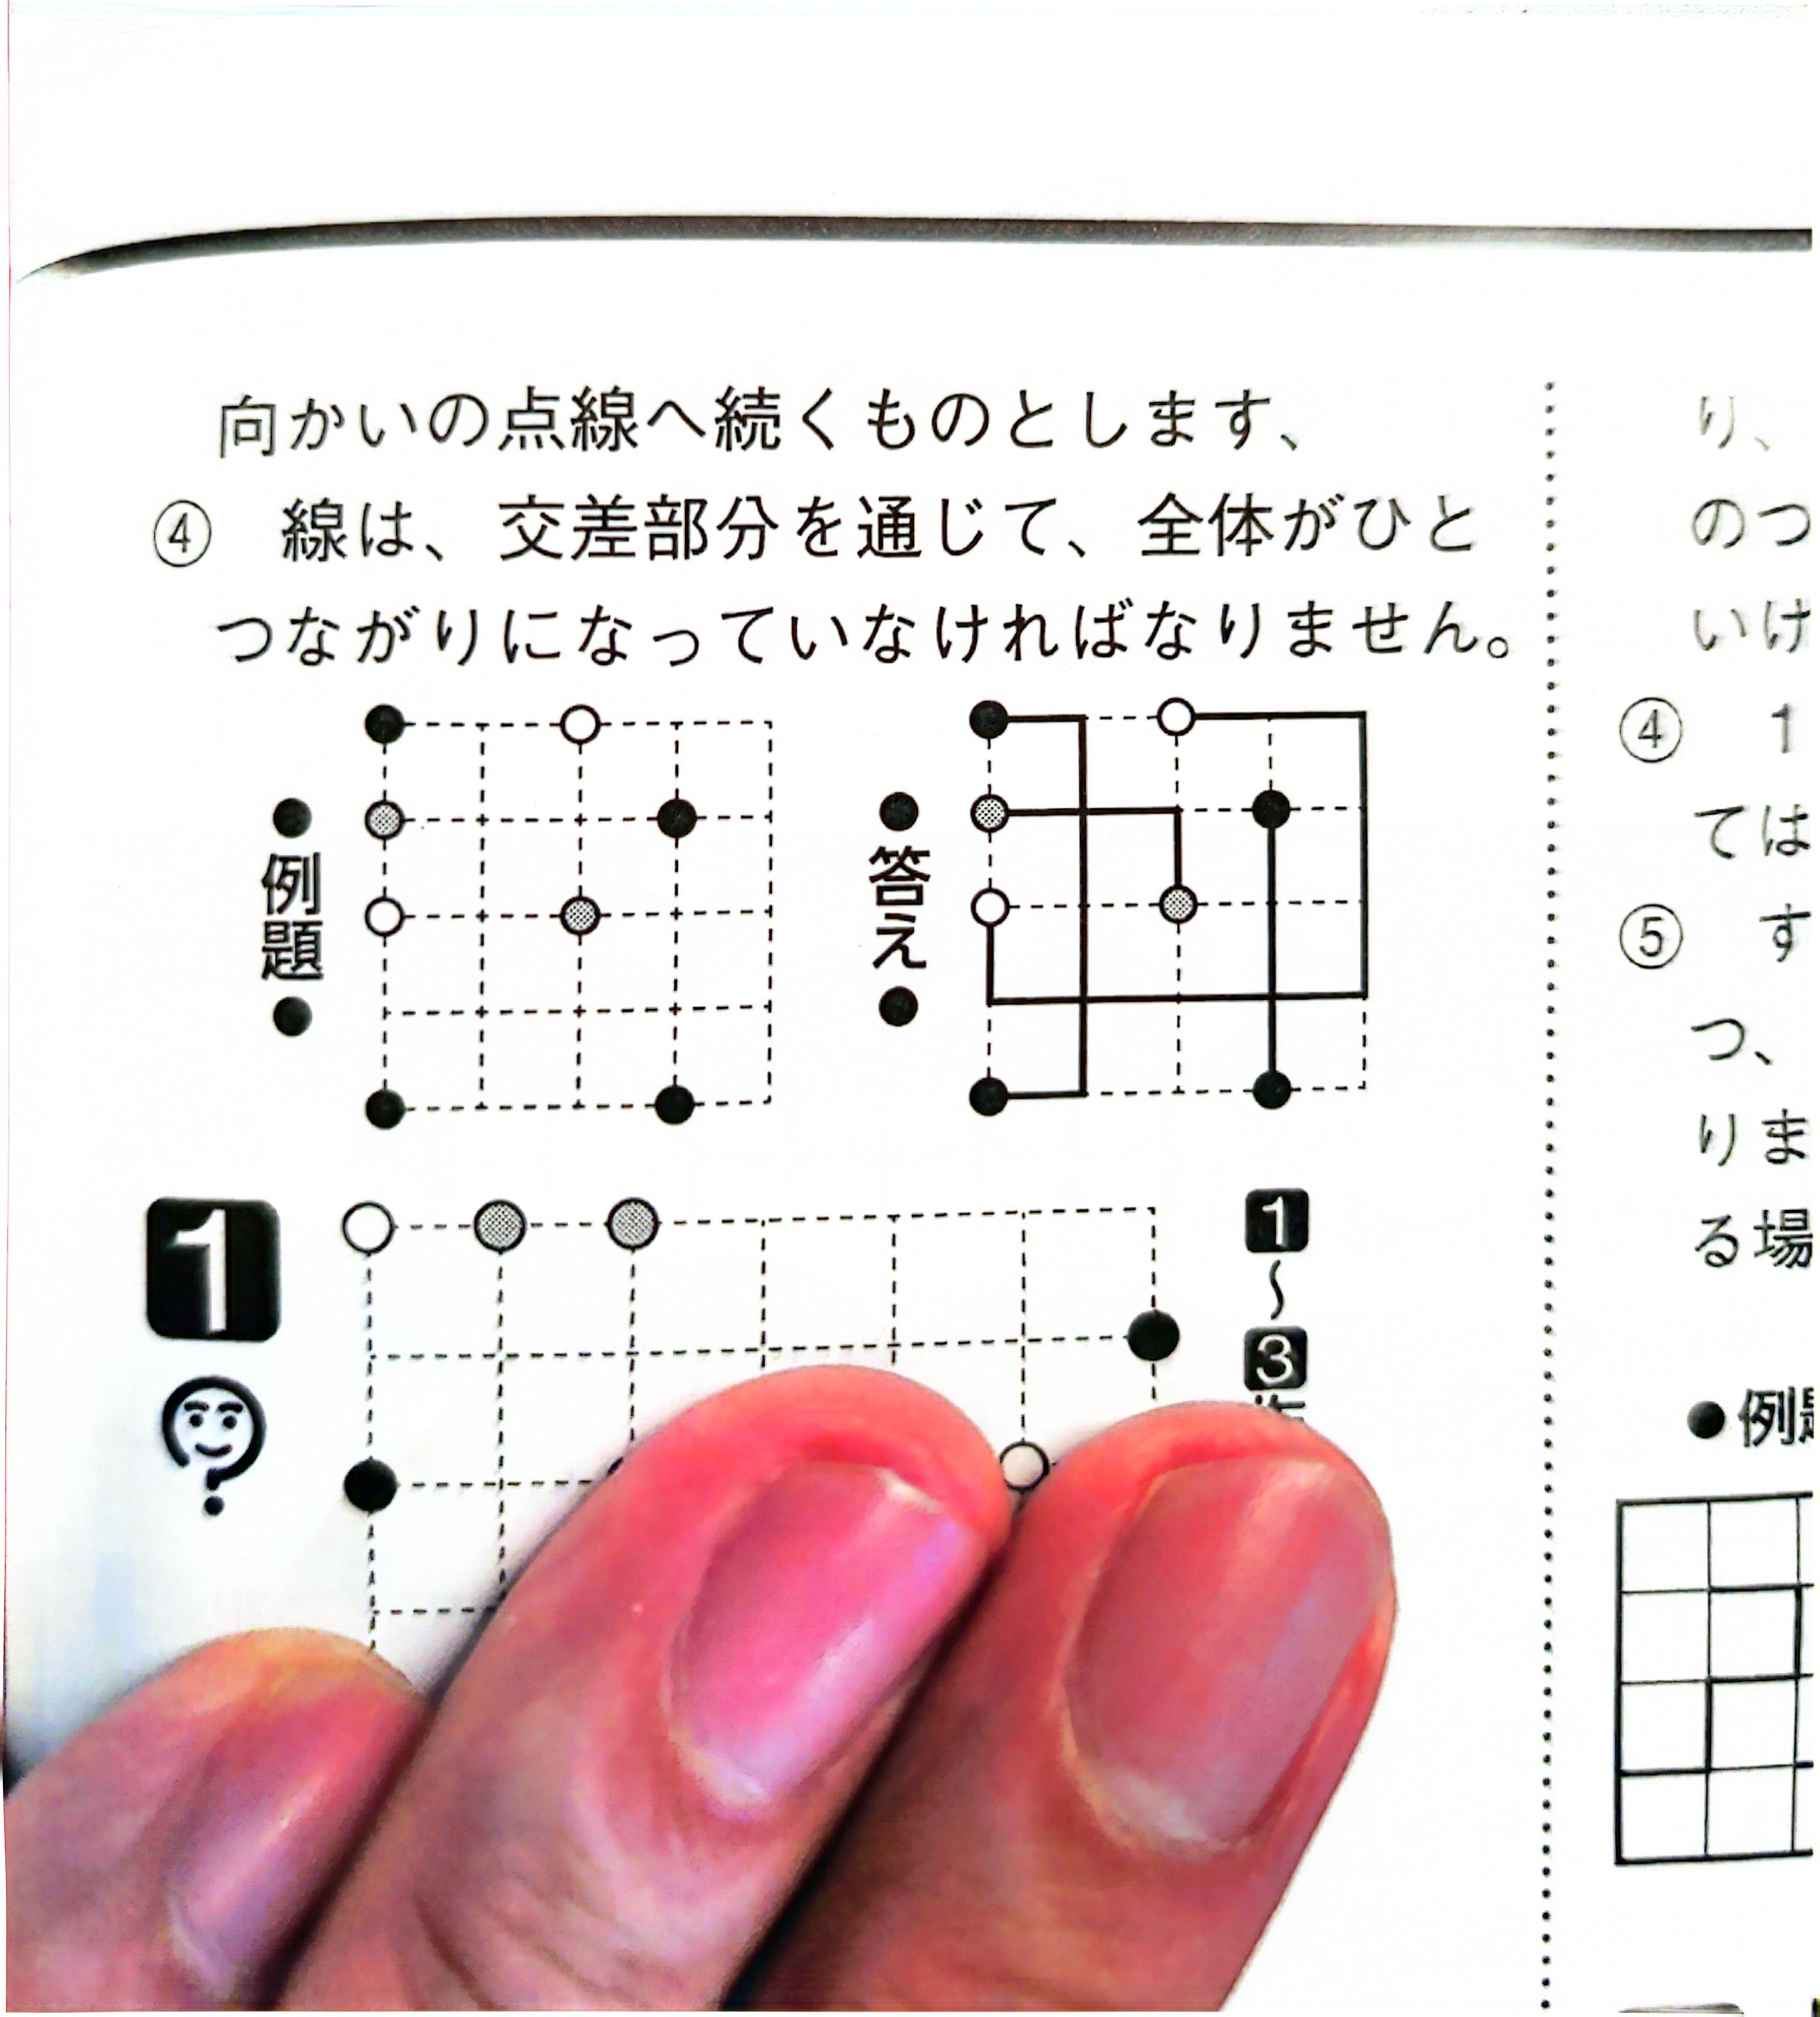 向かいの点線へ続くものとします、
④ 線は、交差部分を通じて、全体がひと
つながりになっていなければなりません。
●例題●
●答え●
1
1〜3
り、
のつ
いけ
④ 1
ては
⑤ す
つ、
りま
る場
●例